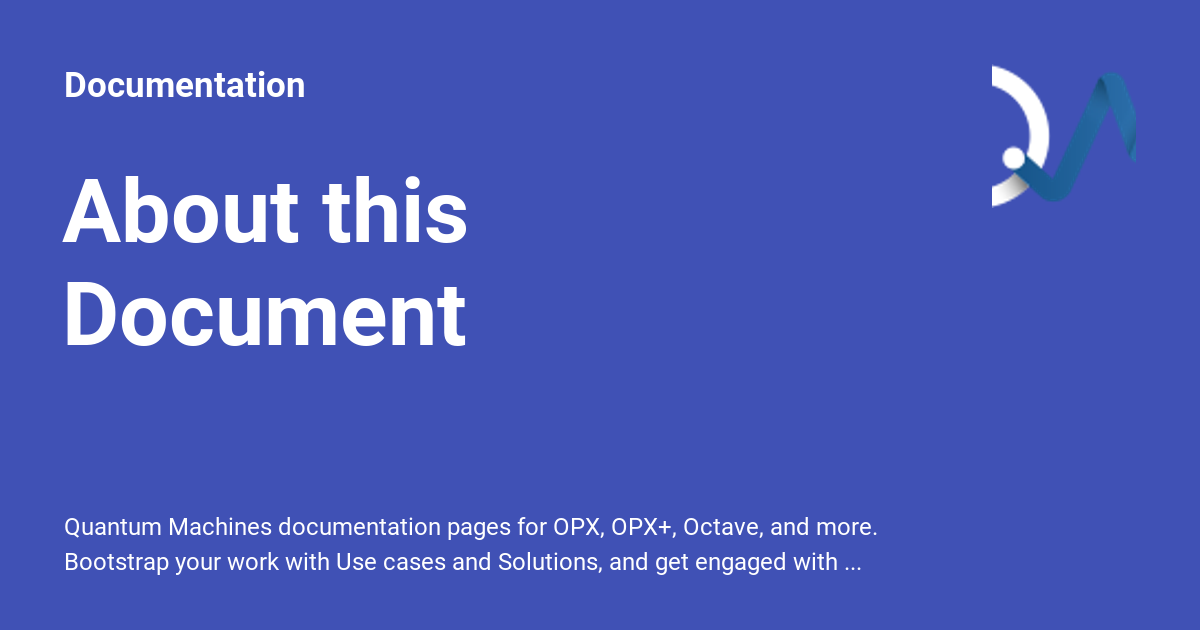 Documentation
About this
Document
Quantum Machines documentation pages for OPX, OPX+, Octave, and more.
Bootstrap your work with Use cases and Solutions, and get engaged with ...